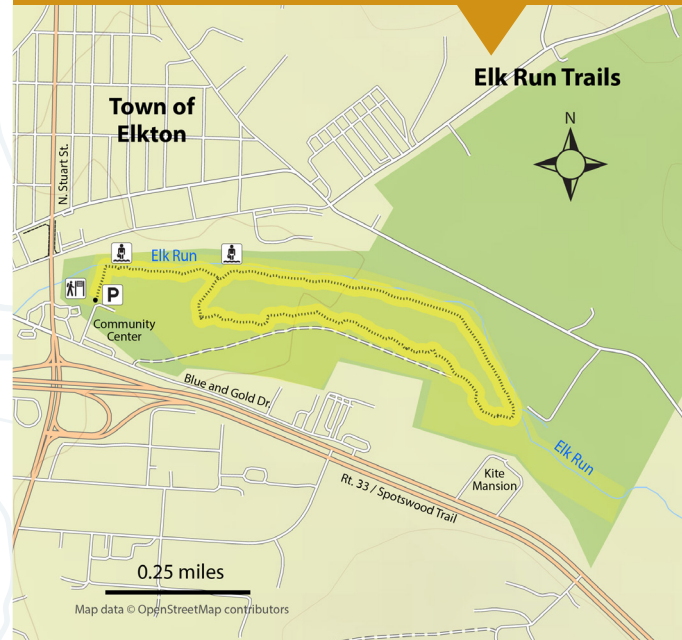 Elk Run Trails
N
Town of
Elkton
N. Stuart St.
Elk Run
P
Community
Center
Blue and Gold Dr.
Elk Run
Kite
Mansion
Rt. 33 / Spotswood Trail
0.25 miles
Map data © OpenStreetMap contributors